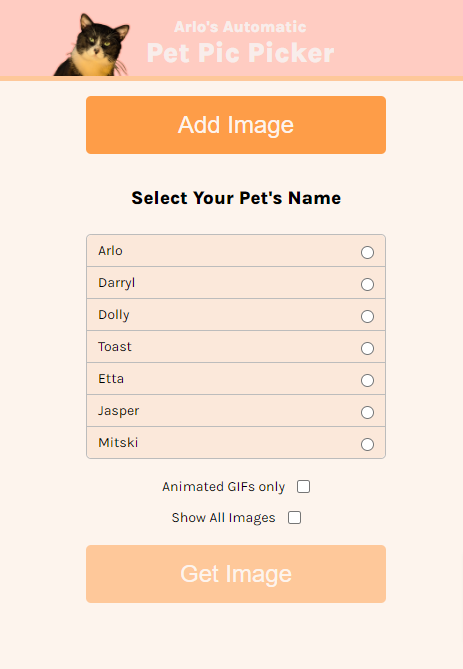 Arlo's Automatic
Pet Pic Picker
Add Image
Select Your Pet's Name
Arlo
Darryl
Dolly
Toast
Etta
Jasper
Mitski
Animated GIFs only
Show All Images
Get Image